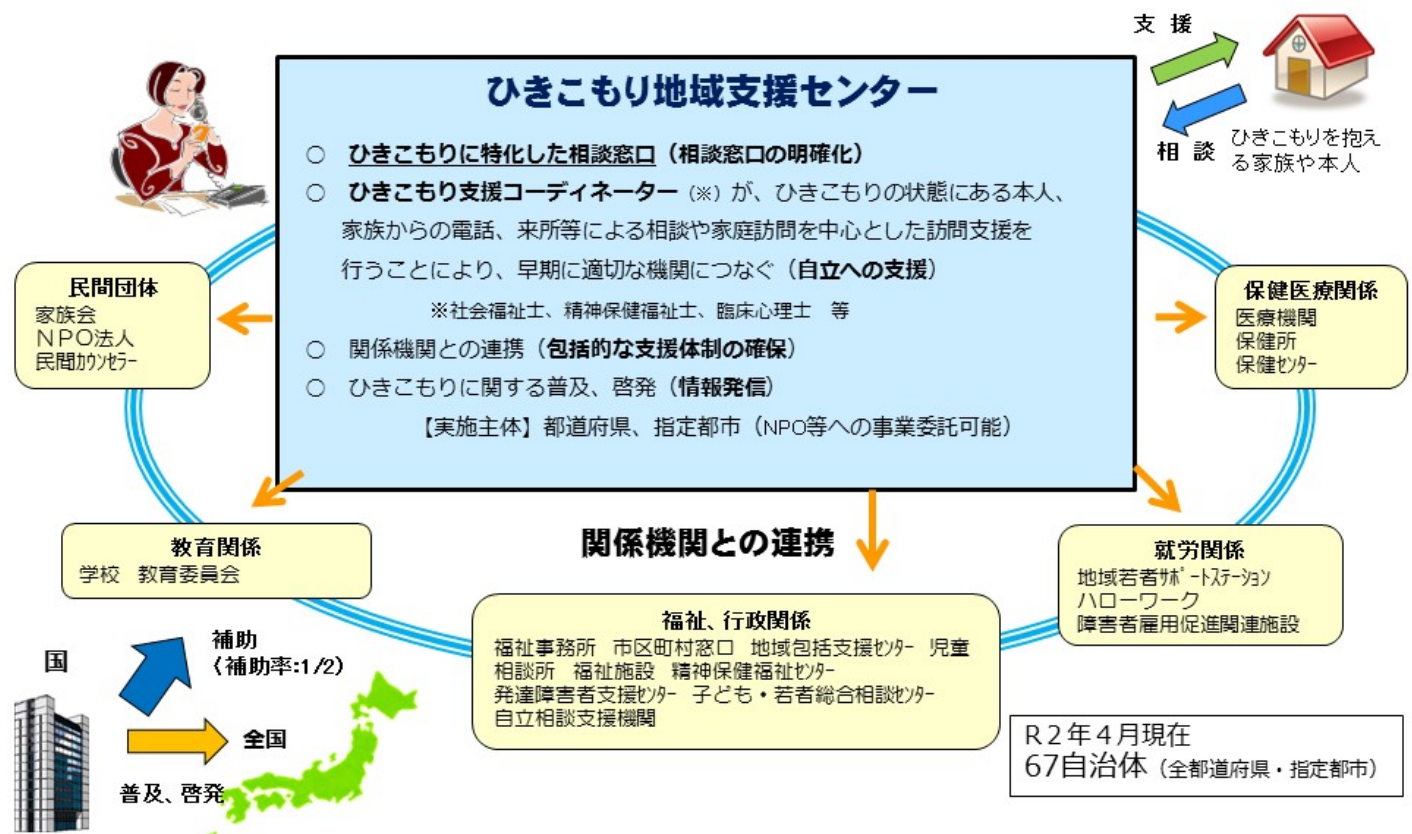 支 援
相 談
ひきこもりを抱え
る家族や本人
ひきこもり地域支援センター
○ ひきこもりに特化した相談窓口（相談窓口の明確化）
○ ひきこもり支援コーディネーター（※）が、ひきこもりの状態にある本人、
家族からの電話、来所等による相談や家庭訪問を中心とした訪問支援を
行うことにより、早期に適切な機関につなぐ（自立への支援）
※社会福祉士、精神保健福祉士、臨床心理士　等
○ 関係機関との連携（包括的な支援体制の確保）
○ ひきこもりに関する普及、啓発（情報発信）
【実施主体】都道府県、指定都市（NPO等への事業委託可能）
民間団体
家族会
ＮＰＯ法人
民間ｶｳﾝｾﾗｰ
保健医療関係
医療機関
保健所
保健ｾﾝﾀｰ
関係機関との連携
教育関係
学校　教育委員会
就労関係
地域若者ｻﾎﾟｰﾄｽﾃｰｼｮﾝ
ハローワーク
障害者雇用促進関連施設
福祉、行政関係
福祉事務所　市区町村窓口　地域包括支援ｾﾝﾀｰ　児童
相談所　福祉施設　精神保健福祉ｾﾝﾀｰ
発達障害者支援ｾﾝﾀｰ　子ども・若者総合相談ｾﾝﾀｰ
自立相談支援機関
国
補助
（補助率:1/2）
全国
普及、啓発
Ｒ２年４月現在
67自治体（全都道府県・指定都市）